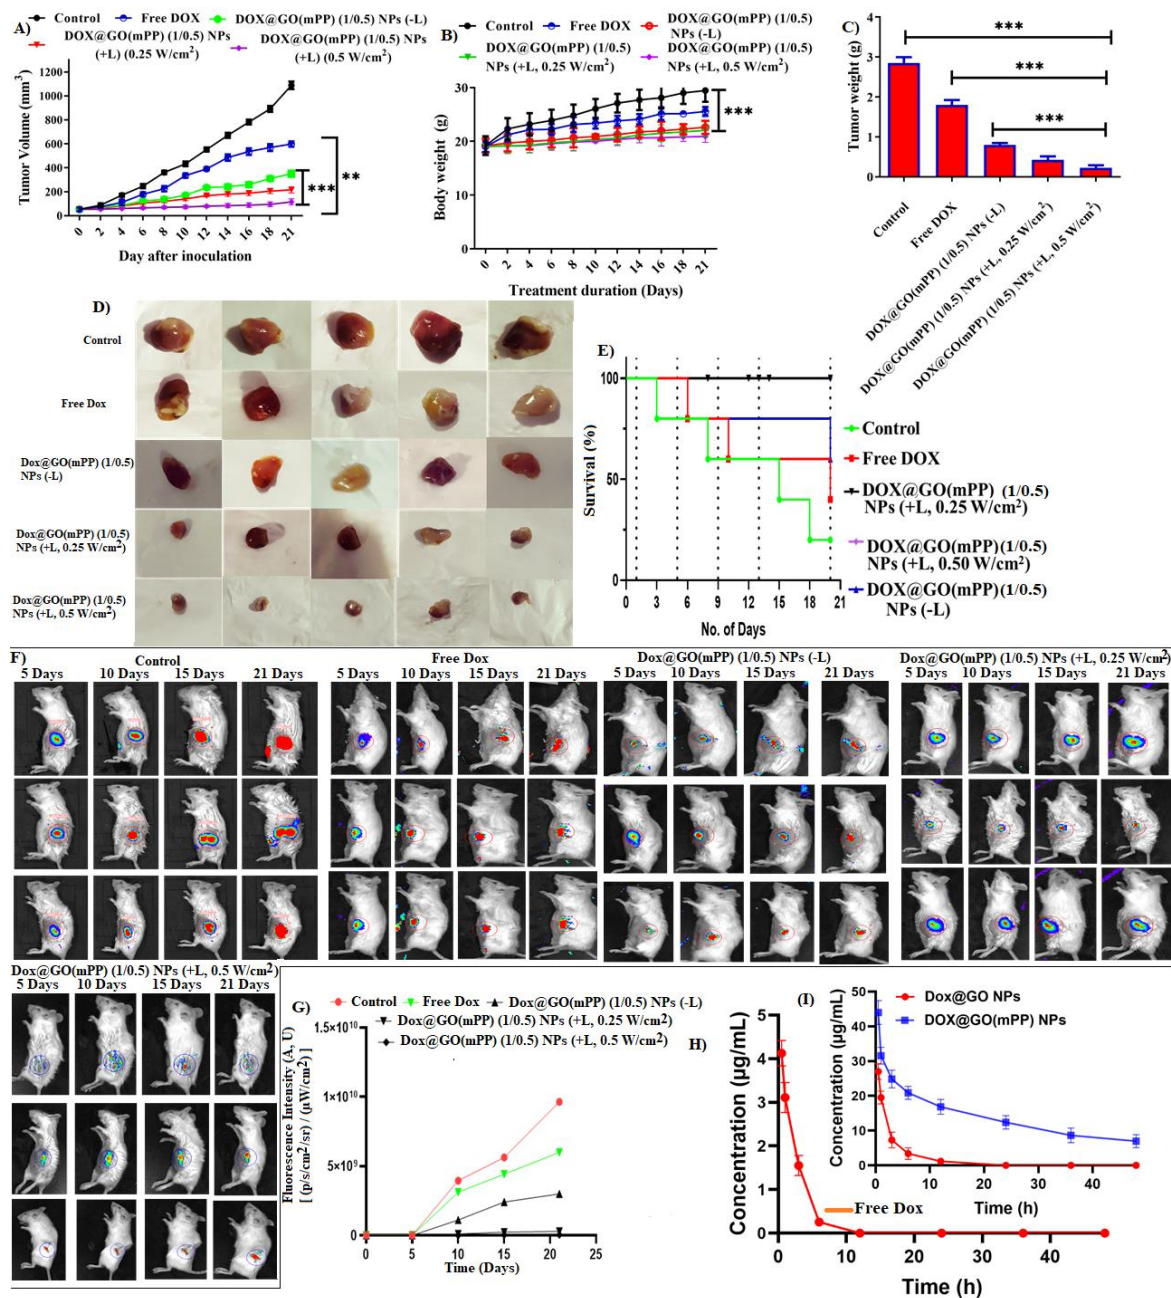 A)
Control
Free DOX
DOX@GO(mPP) (1/0.5) NPs (-L)
DOX@GO(mPP) (1/0.5) NPs
(+L) (0.25 W/cm²)
DOX@GO(mPP) (1/0.5) NPs
(+L) (0.5 W/cm²)
Tumor Volume (mm³)
1200
1000
800
600
400
200
0
0 2 4 6 8 10 12 14 16 18 21
Day after inoculation
***
**
B)
Control
Free DOX
DOX@GO(mPP) (1/0.5)
NPs (-L)
DOX@GO(mPP) (1/0.5)
NPs (+L, 0.25 W/cm²)
DOX@GO(mPP) (1/0.5)
NPs (+L, 0.5 W/cm²)
Body weight (g)
30
20
10
0
0 2 4 6 8 10 12 14 16 18 21
Treatment duration (Days)
***
C)
Tumor weight (g)
4
3
2
1
0
***
***
***
Control
Free DOX
DOX@GO(mPP) (1/0.5) NPs (-L)
DOX@GO(mPP) (1/0.5) NPs (+L, 0.25 W/cm²)
DOX@GO(mPP) (1/0.5) NPs (+L, 0.5 W/cm²)
D)
Control
Free Dox
Dox@GO(mPP) (1/0.5)
NPs (-L)
Dox@GO(mPP) (1/0.5)
NPs (+L, 0.25 W/cm²)
Dox@GO(mPP) (1/0.5)
NPs (+L, 0.5 W/cm²)
E)
Survival (%)
100
50
0
0 3 6 9 12 15 18 21
No. of Days
Control
Free DOX
DOX@GO(mPP) (1/0.5)
NPs (+L, 0.25 W/cm²)
DOX@GO(mPP) (1/0.5)
NPs (+L, 0.50 W/cm²)
DOX@GO(mPP) (1/0.5)
NPs (-L)
F)
Control
5 Days 10 Days 15 Days 21 Days
Free Dox
5 Days 10 Days 15 Days 21 Days
Dox@GO(mPP) (1/0.5) NPs (-L)
5 Days 10 Days 15 Days 21 Days
Dox@GO(mPP) (1/0.5) NPs (+L, 0.25 W/cm²)
5 Days 10 Days 15 Days 21 Days
Dox@GO(mPP) (1/0.5) NPs (+L, 0.5 W/cm²)
5 Days 10 Days 15 Days 21 Days
G)
Control
Free Dox
Dox@GO(mPP) (1/0.5) NPs (-L)
Dox@GO(mPP) (1/0.5) NPs (+L, 0.25 W/cm²)
Dox@GO(mPP) (1/0.5) NPs (+L, 0.5 W/cm²)
Fluorescence Intensity (A, U)
[ (p/s/cm²/sr) / (µW/cm²) ]
1.5×10¹⁰
1×10¹⁰
5×10⁹
0
0 5 10 15 20 25
Time (Days)
H)
Concentration (µg/mL)
5
4
3
2
1
0
0 10 20 30 40
Time (h)
Free Dox
(I)
Dox@GO NPs
DOX@GO(mPP) NPs
Concentration (µg/mL)
50
40
30
20
10
0
0 10 20 30 40
Time (h)